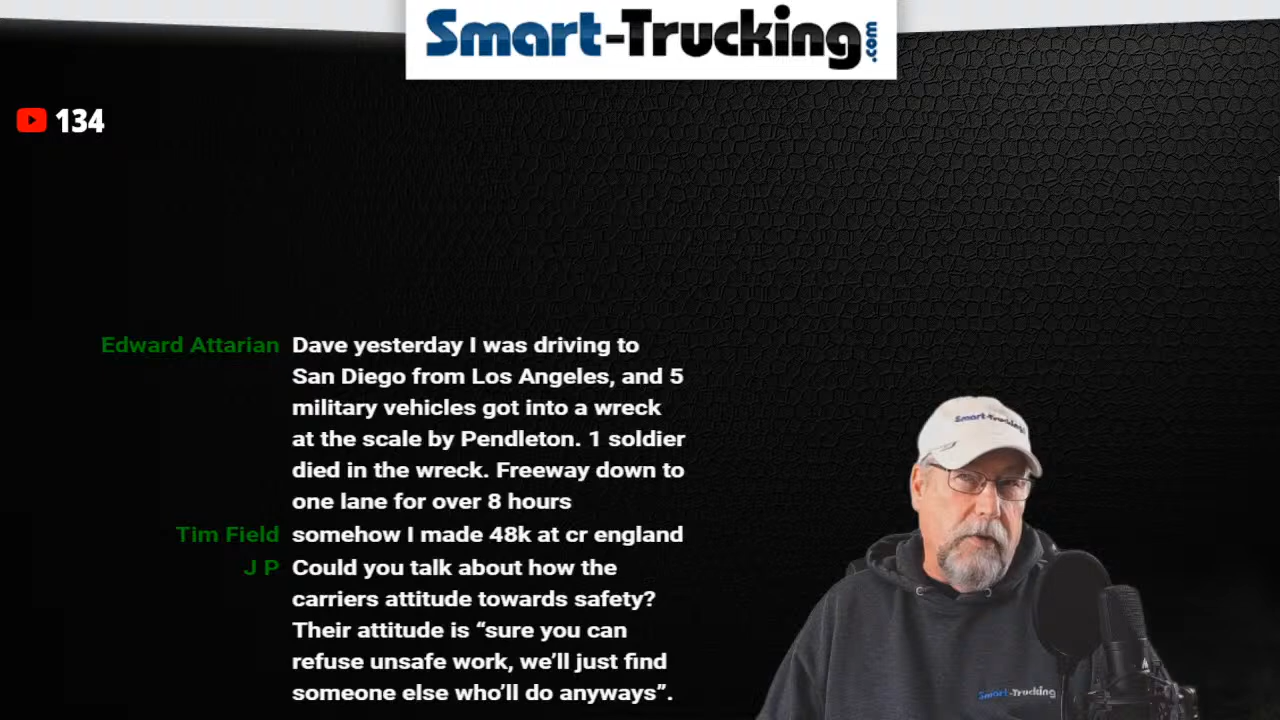 Smart-Trucking.com
134
Edward Attarian Dave yesterday I was driving to
San Diego from Los Angeles, and 5
military vehicles got into a wreck
at the scale by Pendleton. 1 soldier
died in the wreck. Freeway down to
one lane for over 8 hours
Tim Field somehow I made 48k at cr england
J P Could you talk about how the
carriers attitude towards safety?
Their attitude is “sure you can
refuse unsafe work, we’ll just find
someone else who’ll do anyways”.
Smart-Trucking
Smart-Trucking